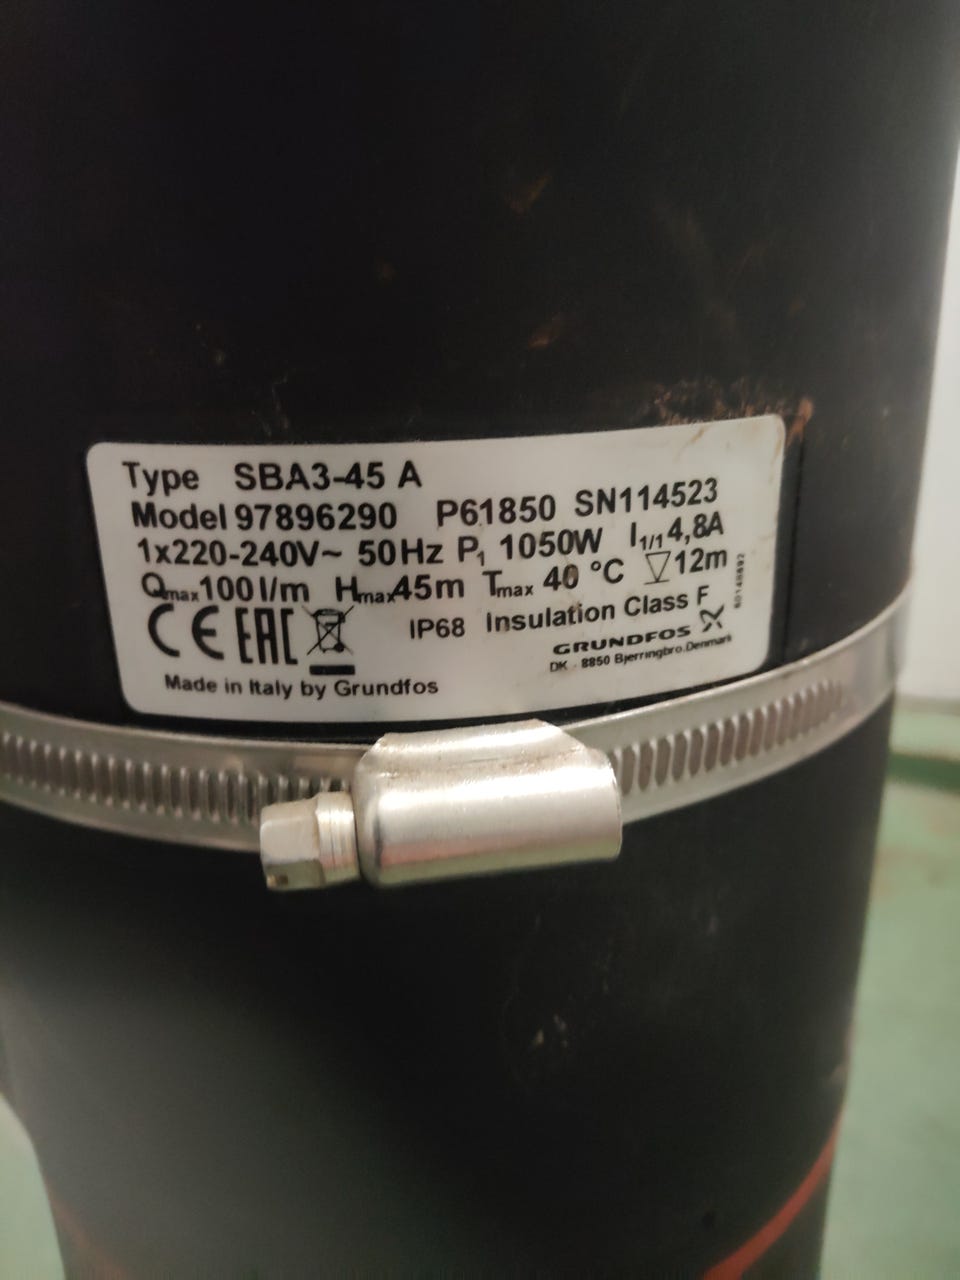 Type SBA3-45 A
Model 97896290 P61850 SN114523
1x220-240V~ 50Hz P1 1050W I1/1 4,8A
Qmax 100 l/m Hmax 45m Tmax 40 °C 12m
CE EAC IP68 Insulation Class F
GRUNDFOS
DK - 8850 Bjerringbro, Denmark
Made in Italy by Grundfos